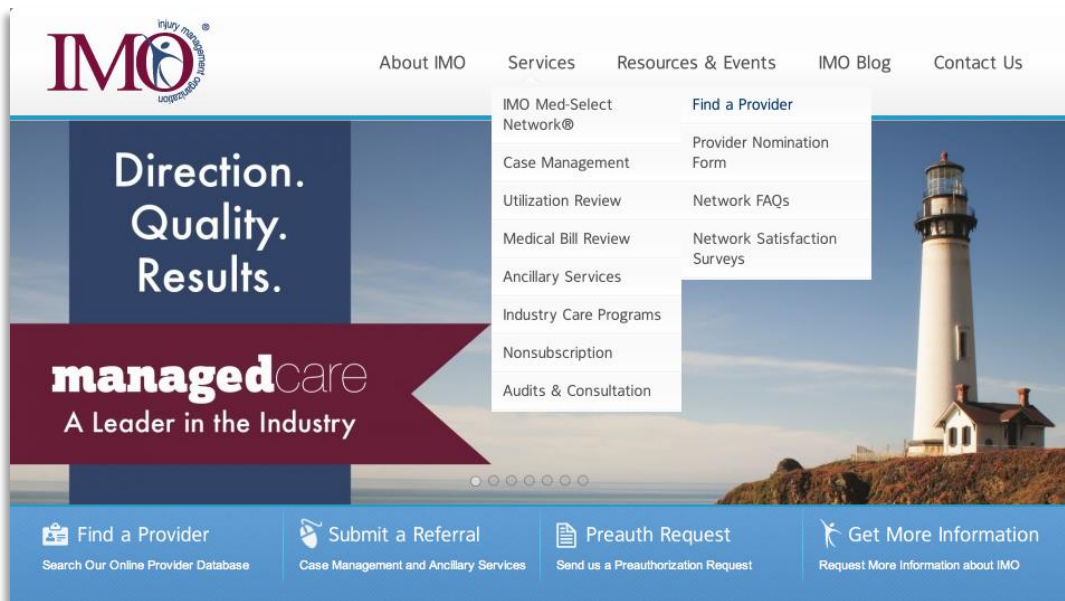 IMO
injury management organization ®
About IMO Services Resources & Events IMO Blog Contact Us
IMO Med-Select
Network®
Case Management
Utilization Review
Medical Bill Review
Ancillary Services
Industry Care Programs
Nonsubscription
Audits & Consultation
Find a Provider
Provider Nomination
Form
Network FAQs
Network Satisfaction
Surveys
Direction.
Quality.
Results.
managedcare
A Leader in the Industry
Find a Provider
Search Our Online Provider Database
Submit a Referral
Case Management and Ancillary Services
Preauth Request
Send us a Preauthorization Request
Get More Information
Request More Information about IMO